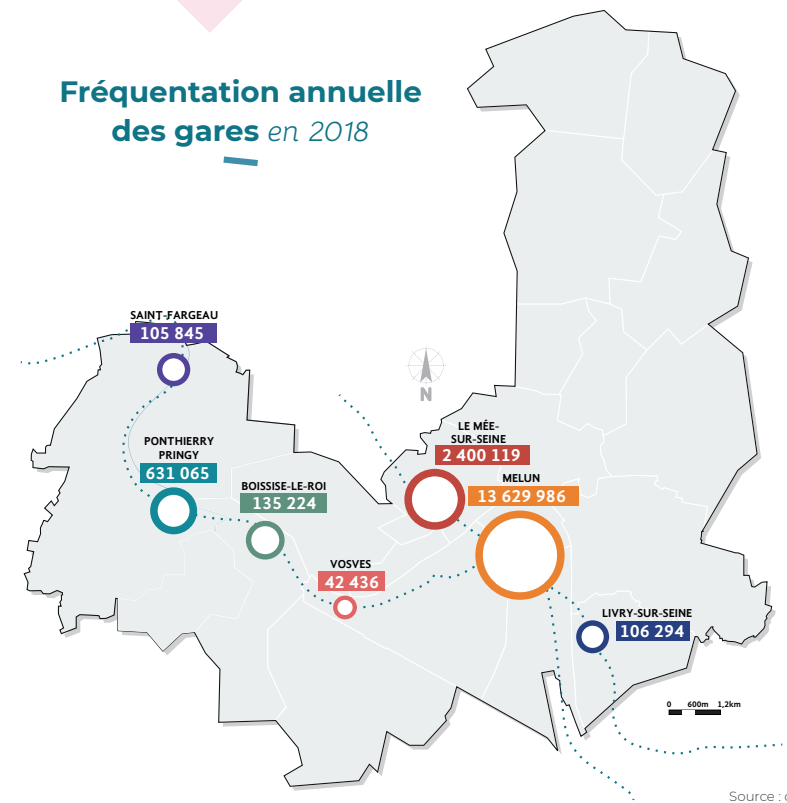 Fréquentation annuelle
des gares en 2018
SAINT-FARGEAU
105 845
PONTHIERRY
PRINGY
631 065
BOISSISE-LE-ROI
135 224
VOSVES
42 436
N
LE MÉE-
SUR-SEINE
2 400 119
MELUN
13 629 986
LIVRY-SUR-SEINE
106 294
0 600m 1,2km
Source :